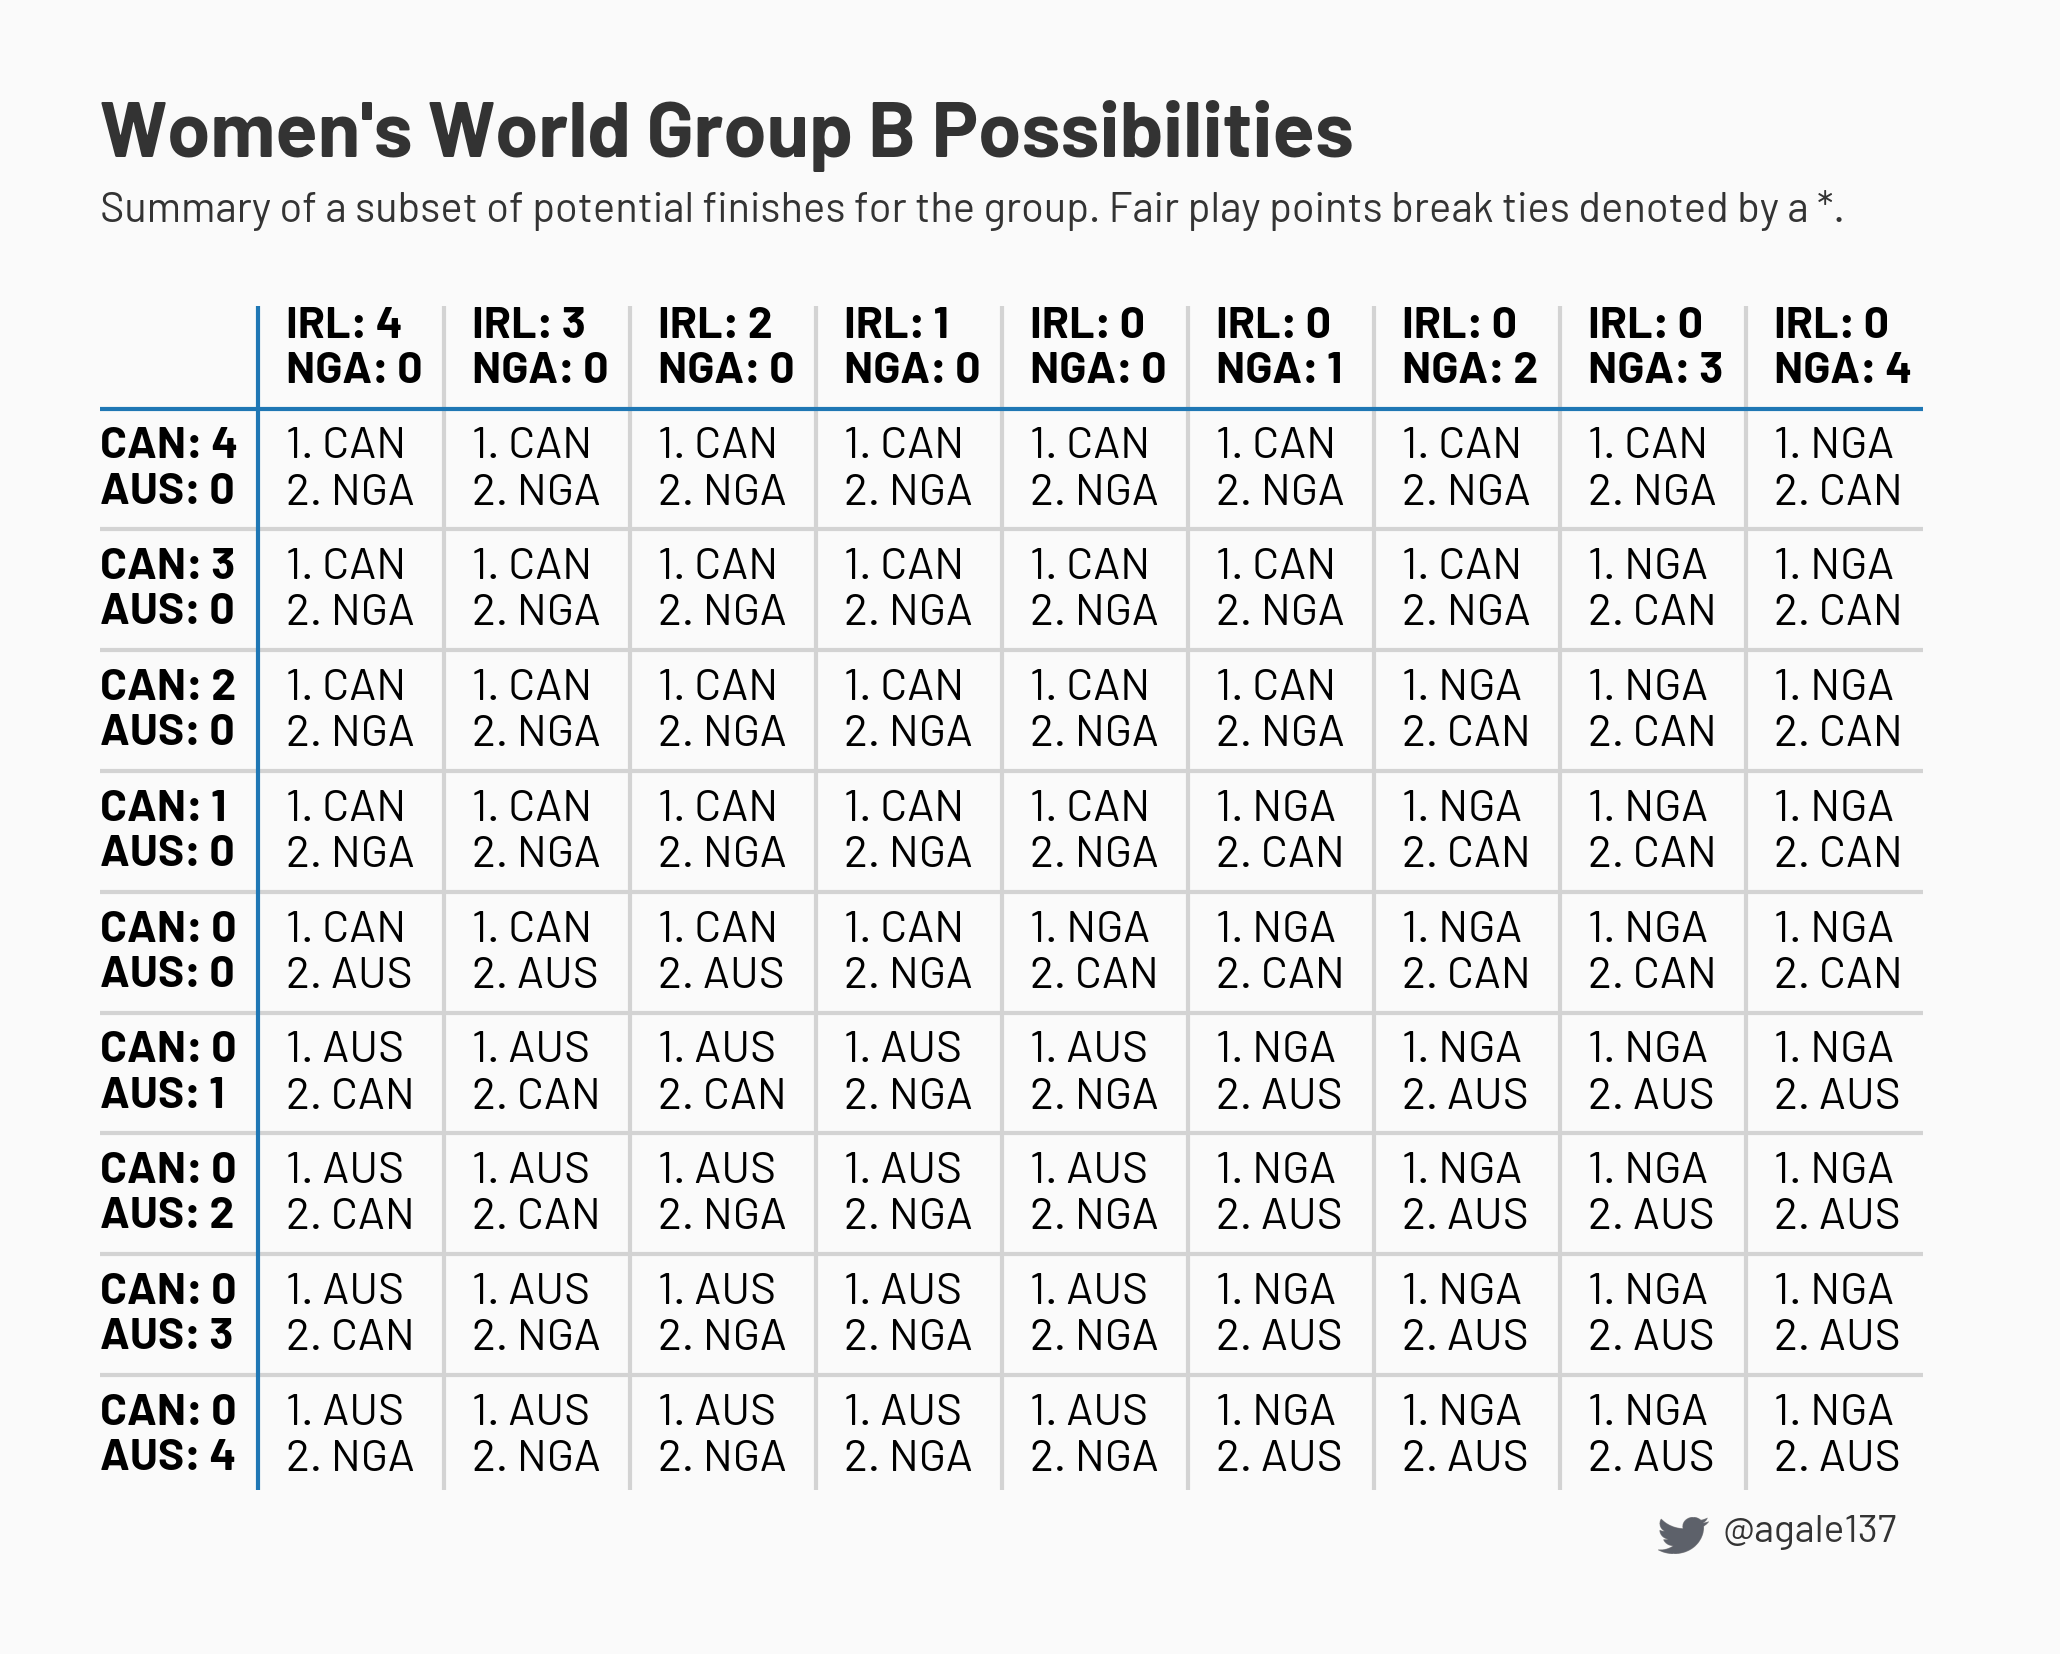 Women's World Group B Possibilities
Summary of a subset of potential finishes for the group. Fair play points break ties denoted by a *.
IRL: 4 IRL: 3 IRL: 2 IRL: 1 IRL: 0 IRL: 0 IRL: 0 IRL: 0 IRL: 0
NGA: 0 NGA: 0 NGA: 0 NGA: 0 NGA: 0 NGA: 1 NGA: 2 NGA: 3 NGA: 4
CAN: 4 1. CAN 1. CAN 1. CAN 1. CAN 1. CAN 1. CAN 1. CAN 1. CAN 1. NGA
AUS: 0 2. NGA 2. NGA 2. NGA 2. NGA 2. NGA 2. NGA 2. NGA 2. NGA 2. CAN
CAN: 3 1. CAN 1. CAN 1. CAN 1. CAN 1. CAN 1. CAN 1. CAN 1. NGA 1. NGA
AUS: 0 2. NGA 2. NGA 2. NGA 2. NGA 2. NGA 2. NGA 2. NGA 2. CAN 2. CAN
CAN: 2 1. CAN 1. CAN 1. CAN 1. CAN 1. CAN 1. CAN 1. NGA 1. NGA 1. NGA
AUS: 0 2. NGA 2. NGA 2. NGA 2. NGA 2. NGA 2. NGA 2. CAN 2. CAN 2. CAN
CAN: 1 1. CAN 1. CAN 1. CAN 1. CAN 1. CAN 1. NGA 1. NGA 1. NGA 1. NGA
AUS: 0 2. NGA 2. NGA 2. NGA 2. NGA 2. NGA 2. CAN 2. CAN 2. CAN 2. CAN
CAN: 0 1. CAN 1. CAN 1. CAN 1. CAN 1. NGA 1. NGA 1. NGA 1. NGA 1. NGA
AUS: 0 2. AUS 2. AUS 2. AUS 2. NGA 2. CAN 2. CAN 2. CAN 2. CAN 2. CAN
CAN: 0 1. AUS 1. AUS 1. AUS 1. AUS 1. AUS 1. NGA 1. NGA 1. NGA 1. NGA
AUS: 1 2. CAN 2. CAN 2. CAN 2. NGA 2. NGA 2. AUS 2. AUS 2. AUS 2. AUS
CAN: 0 1. AUS 1. AUS 1. AUS 1. AUS 1. AUS 1. NGA 1. NGA 1. NGA 1. NGA
AUS: 2 2. CAN 2. CAN 2. NGA 2. NGA 2. NGA 2. AUS 2. AUS 2. AUS 2. AUS
CAN: 0 1. AUS 1. AUS 1. AUS 1. AUS 1. AUS 1. NGA 1. NGA 1. NGA 1. NGA
AUS: 3 2. CAN 2. NGA 2. NGA 2. NGA 2. NGA 2. AUS 2. AUS 2. AUS 2. AUS
CAN: 0 1. AUS 1. AUS 1. AUS 1. AUS 1. AUS 1. NGA 1. NGA 1. NGA 1. NGA
AUS: 4 2. NGA 2. NGA 2. NGA 2. NGA 2. NGA 2. AUS 2. AUS 2. AUS 2. AUS
@agale137